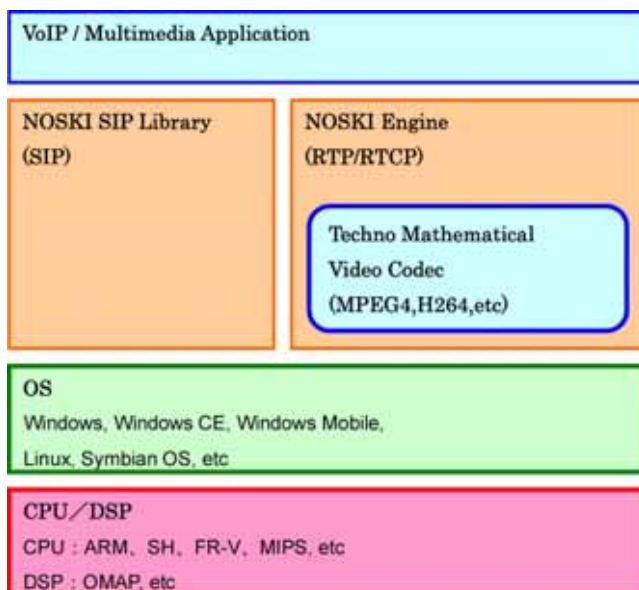 VoIP / Multimedia Application
NOSKI SIP Library
(SIP)
NOSKI Engine
(RTP/RTCP)
Techno Mathematical
Video Codec
(MPEG4,H264,etc)
OS
Windows, Windows CE, Windows Mobile,
Linux, Symbian OS, etc
CPU／DSP
CPU：ARM、SH、FR-V、MIPS, etc
DSP：OMAP, etc